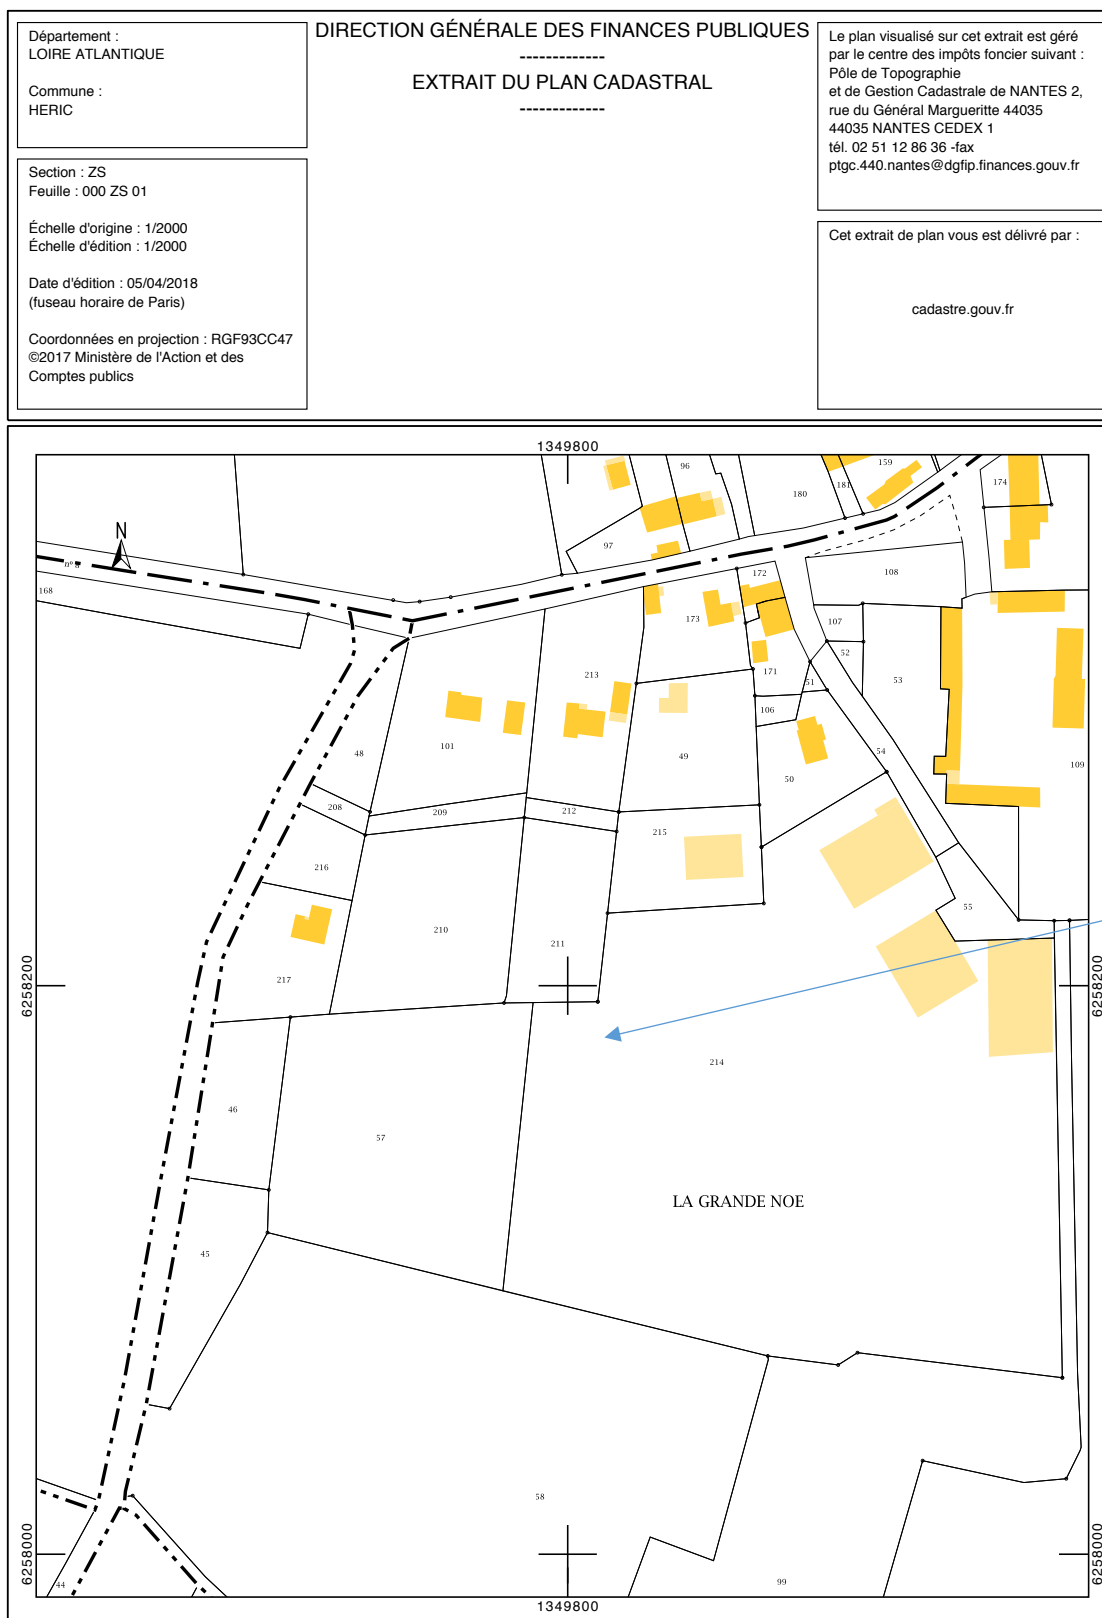 Département :
LOIRE ATLANTIQUE
Commune :
HERIC
Section : ZS
Feuille : 000 ZS 01
Échelle d'origine : 1/2000
Échelle d'édition : 1/2000
Date d'édition : 05/04/2018
(fuseau horaire de Paris)
Coordonnées en projection : RGF93CC47
©2017 Ministère de l'Action et des
Comptes publics
DIRECTION GÉNÉRALE DES FINANCES PUBLIQUES
-------------
EXTRAIT DU PLAN CADASTRAL
-------------
Le plan visualisé sur cet extrait est géré
par le centre des impôts foncier suivant :
Pôle de Topographie
et de Gestion Cadastrale de NANTES 2,
rue du Général Margueritte 44035
44035 NANTES CEDEX 1
tél. 02 51 12 86 36 -fax
ptgc.440.nantes@dgfip.finances.gouv.fr
Cet extrait de plan vous est délivré par :
cadastre.gouv.fr
1349800
96
159
174
181
180
N
97
n°
168
172
108
107
173
52
213
171
51
53
106
101
48
49
50
54
109
208
209
212
215
216
55
210
211
217
6258200
6258200
214
46
57
LA GRANDE NOE
45
58
6258000
6258000
44
99
1349800